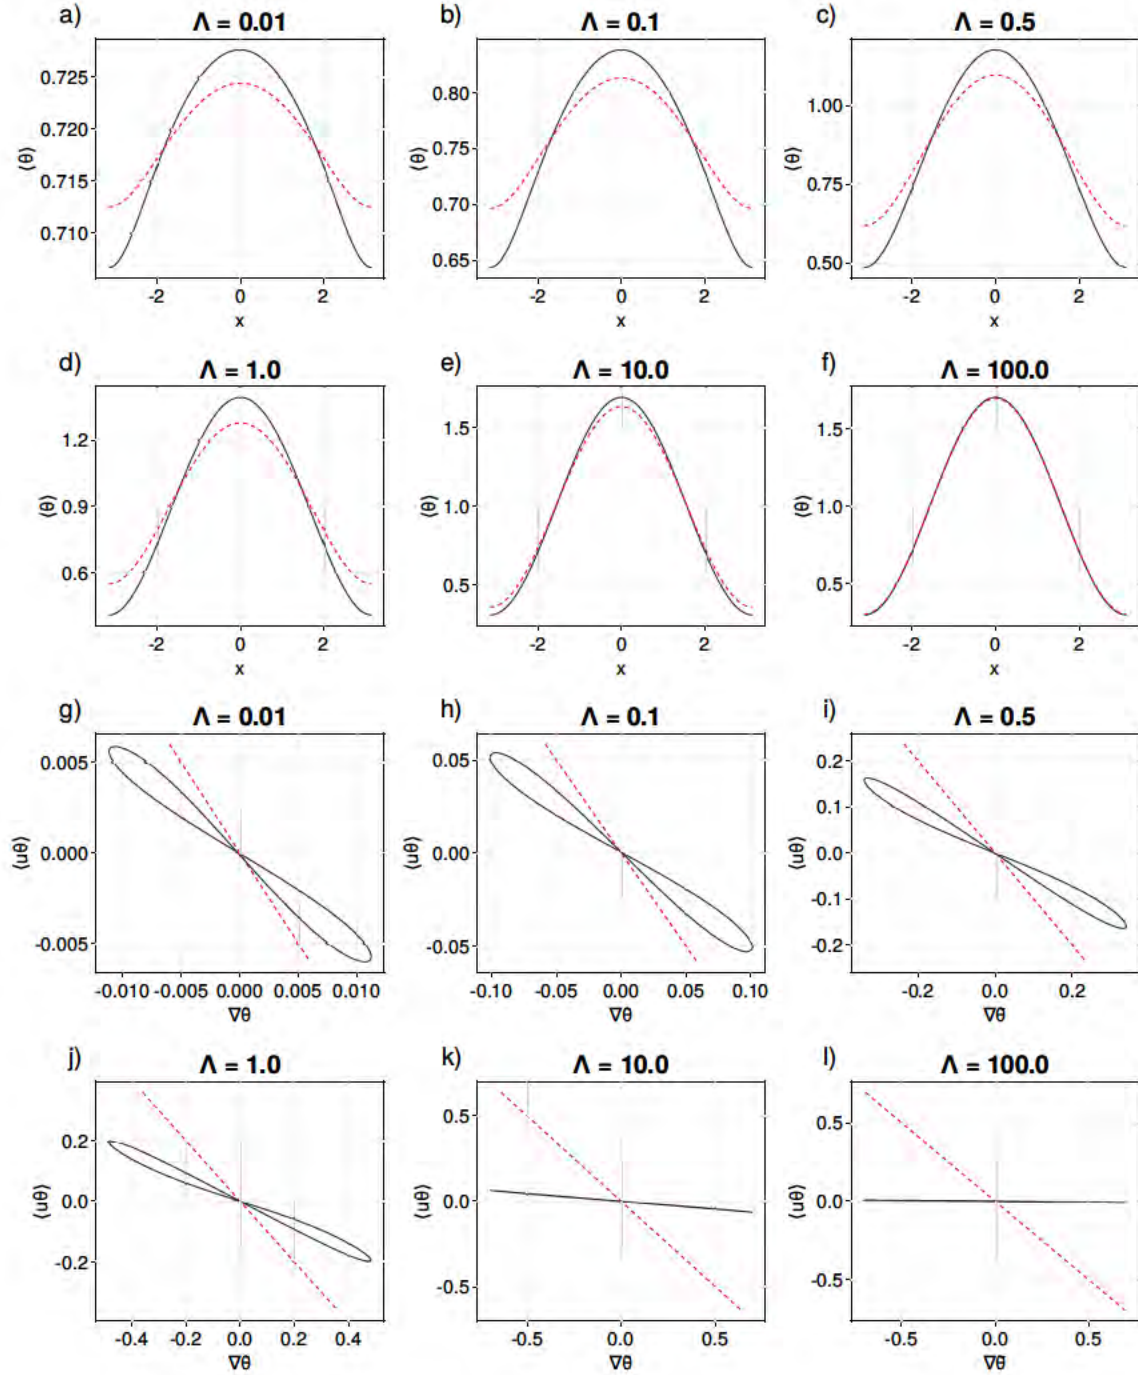 a) Λ = 0.01
b) Λ = 0.1
c) Λ = 0.5
⟨θ⟩
0.725
0.720
0.715
0.710
-2 0 2
x
⟨θ⟩
0.80
0.75
0.70
0.65
-2 0 2
x
⟨θ⟩
1.00
0.75
0.50
-2 0 2
x
d) Λ = 1.0
e) Λ = 10.0
f) Λ = 100.0
⟨θ⟩
1.2
0.9
0.6
-2 0 2
x
⟨θ⟩
1.5
1.0
0.5
-2 0 2
x
⟨θ⟩
1.5
1.0
0.5
-2 0 2
x
g) Λ = 0.01
h) Λ = 0.1
i) Λ = 0.5
⟨uθ⟩
0.005
0.000
-0.005
-0.010 -0.005 0.000 0.005 0.010
∇θ
⟨uθ⟩
0.05
0.00
-0.05
-0.10 -0.05 0.00 0.05 0.10
∇θ
⟨uθ⟩
0.2
0.1
0.0
-0.1
-0.2
-0.2 0.0 0.2
∇θ
j) Λ = 1.0
k) Λ = 10.0
l) Λ = 100.0
⟨uθ⟩
0.2
0.0
-0.2
-0.4 -0.2 0.0 0.2 0.4
∇θ
⟨uθ⟩
0.5
0.0
-0.5
-0.5 0.0 0.5
∇θ
⟨uθ⟩
0.5
0.0
-0.5
-0.5 0.0 0.5
∇θ